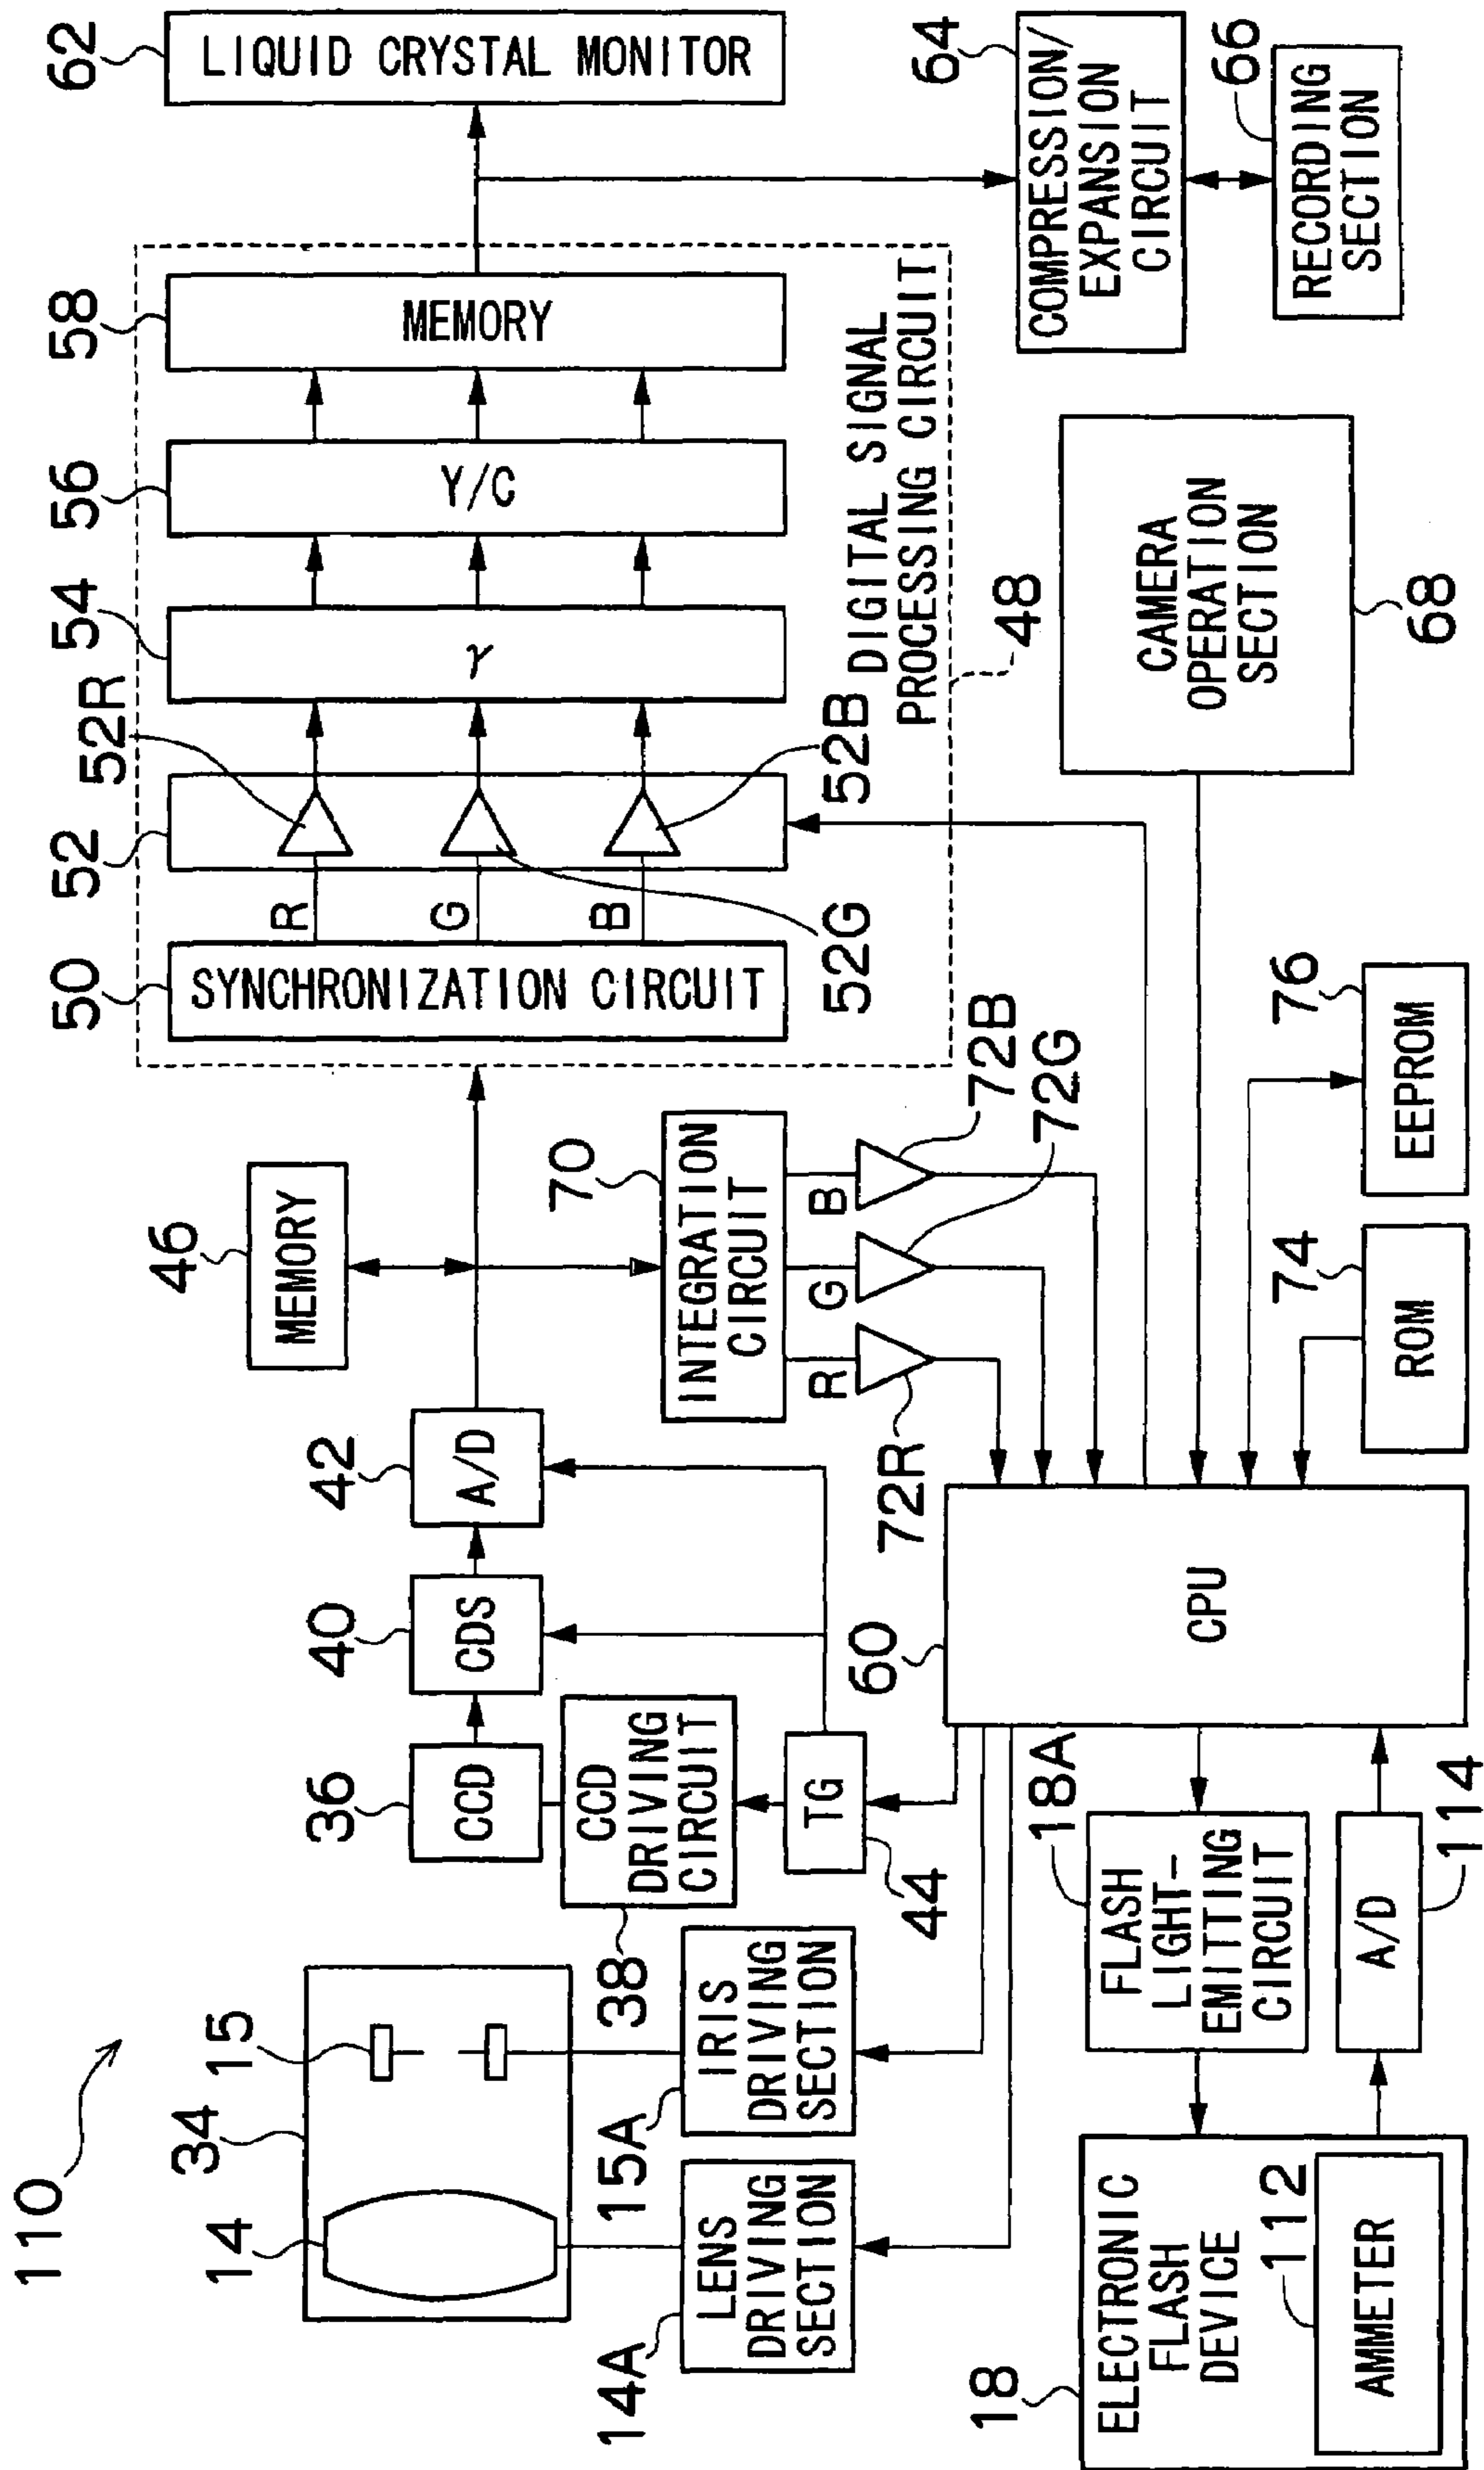 110
14
34
15
36
CCD
40
CDS
42
A/D
46
MEMORY
50
SYNCHRONIZATION CIRCUIT
R
G
B
52
52R
52G
52B
54
γ
56
Y/C
58
MEMORY
DIGITAL SIGNAL
PROCESSING CIRCUIT
48
62
LIQUID CRYSTAL MONITOR
64
COMPRESSION/
EXPANSION
CIRCUIT
66
RECORDING
SECTION
14A
LENS
DRIVING
SECTION
15A
IRIS
DRIVING
SECTION
38
CCD
DRIVING
CIRCUIT
44
TG
70
INTEGRATION
CIRCUIT
R
G
B
72R
72G
72B
60
CPU
68
CAMERA
OPERATION
SECTION
18
ELECTRONIC
FLASH
DEVICE
112
AMMETER
18A
FLASH
LIGHT-
EMITTING
CIRCUIT
A/D
114
74
ROM
76
EEPROM